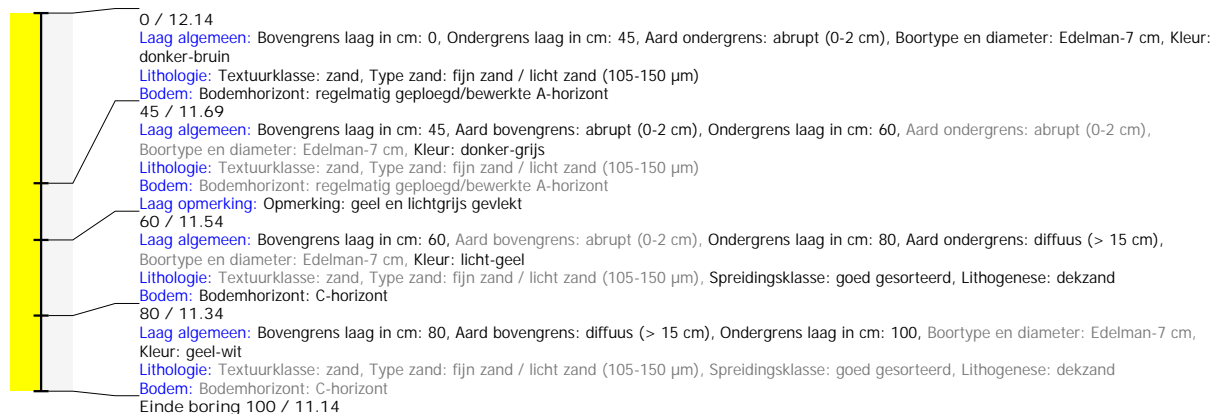 0 / 12.14
Laag algemeen: Bovengrens laag in cm: 0, Ondergrens laag in cm: 45, Aard ondergrens: abrupt (0-2 cm), Boortype en diameter: Edelman-7 cm, Kleur:
donker-bruin
Lithologie: Textuurklasse: zand, Type zand: fijn zand / licht zand (105-150 µm)
Bodem: Bodemhorizont: regelmatig geploegd/bewerkte A-horizont
45 / 11.69
Laag algemeen: Bovengrens laag in cm: 45, Aard bovengrens: abrupt (0-2 cm), Ondergrens laag in cm: 60, Aard ondergrens: abrupt (0-2 cm),
Boortype en diameter: Edelman-7 cm, Kleur: donker-grijs
Lithologie: Textuurklasse: zand, Type zand: fijn zand / licht zand (105-150 µm)
Bodem: Bodemhorizont: regelmatig geploegd/bewerkte A-horizont
Laag opmerking: Opmerking: geel en lichtgrijs gevlekt
60 / 11.54
Laag algemeen: Bovengrens laag in cm: 60, Aard bovengrens: abrupt (0-2 cm), Ondergrens laag in cm: 80, Aard ondergrens: diffuus (> 15 cm),
Boortype en diameter: Edelman-7 cm, Kleur: licht-geel
Lithologie: Textuurklasse: zand, Type zand: fijn zand / licht zand (105-150 µm), Spreidingsklasse: goed gesorteerd, Lithogenese: dekzand
Bodem: Bodemhorizont: C-horizont
80 / 11.34
Laag algemeen: Bovengrens laag in cm: 80, Aard bovengrens: diffuus (> 15 cm), Ondergrens laag in cm: 100, Boortype en diameter: Edelman-7 cm,
Kleur: geel-wit
Lithologie: Textuurklasse: zand, Type zand: fijn zand / licht zand (105-150 µm), Spreidingsklasse: goed gesorteerd, Lithogenese: dekzand
Bodem: Bodemhorizont: C-horizont
Einde boring 100 / 11.14